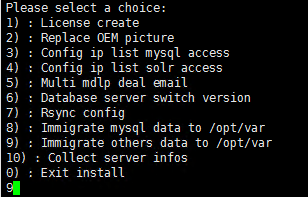 Please select a choice:
1) : License create
2) : Replace OEM picture
3) : Config ip list mysql access
4) : Config ip list solr access
5) : Multi mdlp deal email
6) : Database server switch version
7) : Rsync config
8) : Immigrate mysql data to /opt/var
9) : Immigrate others data to /opt/var
10) : Collect server infos
0) : Exit install
9